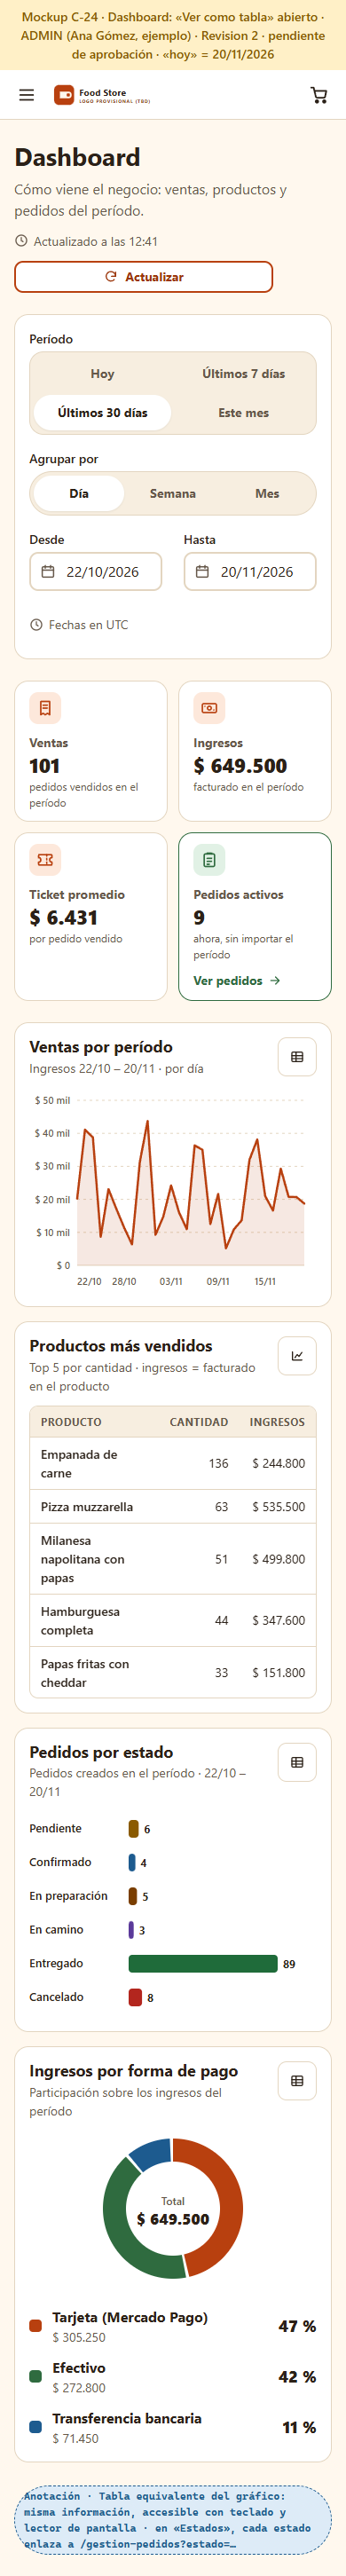 Mockup C-24 · Dashboard: «Ver como tabla» abierto ·
ADMIN (Ana Gómez, ejemplo) · Revision 2 · pendiente
de aprobación · «hoy» = 20/11/2026
Food Store
LOGO PROVISIONAL (TBD)
Dashboard
Cómo viene el negocio: ventas, productos y
pedidos del período.
Actualizado a las 12:41
Actualizar
Período
Hoy
Últimos 7 días
Últimos 30 días
Este mes
Agrupar por
Día
Semana
Mes
Desde
Hasta
22/10/2026
20/11/2026
Fechas en UTC
Ventas
101
pedidos vendidos en el
período
Ingresos
$ 649.500
facturado en el período
Ticket promedio
$ 6.431
por pedido vendido
Pedidos activos
9
ahora, sin importar el
período
Ver pedidos →
Ventas por período
Ingresos 22/10 – 20/11 · por día
$ 50 mil
$ 40 mil
$ 30 mil
$ 20 mil
$ 10 mil
$ 0
22/10 28/10 03/11 09/11 15/11
Productos más vendidos
Top 5 por cantidad · ingresos = facturado
en el producto
PRODUCTO CANTIDAD INGRESOS
Empanada de
carne
136 $ 244.800
Pizza muzzarella 63 $ 535.500
Milanesa
napolitana con
papas
51 $ 499.800
Hamburguesa
completa
44 $ 347.600
Papas fritas con
cheddar
33 $ 151.800
Pedidos por estado
Pedidos creados en el período · 22/10 –
20/11
Pendiente 6
Confirmado 4
En preparación 5
En camino 3
Entregado 89
Cancelado 8
Ingresos por forma de pago
Participación sobre los ingresos del
período
Total
$ 649.500
Tarjeta (Mercado Pago)
$ 305.250
47 %
Efectivo
$ 272.800
42 %
Transferencia bancaria
$ 71.450
11 %
Anotación · Tabla equivalente del gráfico:
misma información, accesible con teclado y
lector de pantalla · en «Estados», cada estado
enlaza a /gestion-pedidos?estado=…